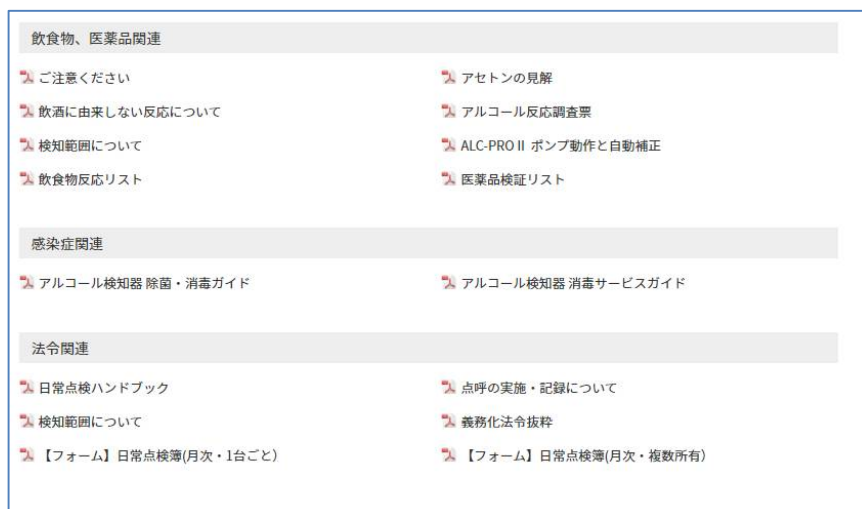 飲食物、医薬品関連
ご注意ください
アセトンの見解
飲酒に由来しない反応について
アルコール反応調査票
検知範囲について
ALC-PROⅡ ポンプ動作と自動補正
飲食物反応リスト
医薬品検証リスト
感染症関連
アルコール検知器 除菌・消毒ガイド
アルコール検知器 消毒サービスガイド
法令関連
日常点検ハンドブック
点呼の実施・記録について
検知範囲について
義務化法令抜粋
【フォーム】日常点検簿(月次・1台ごと)
【フォーム】日常点検簿(月次・複数所有)